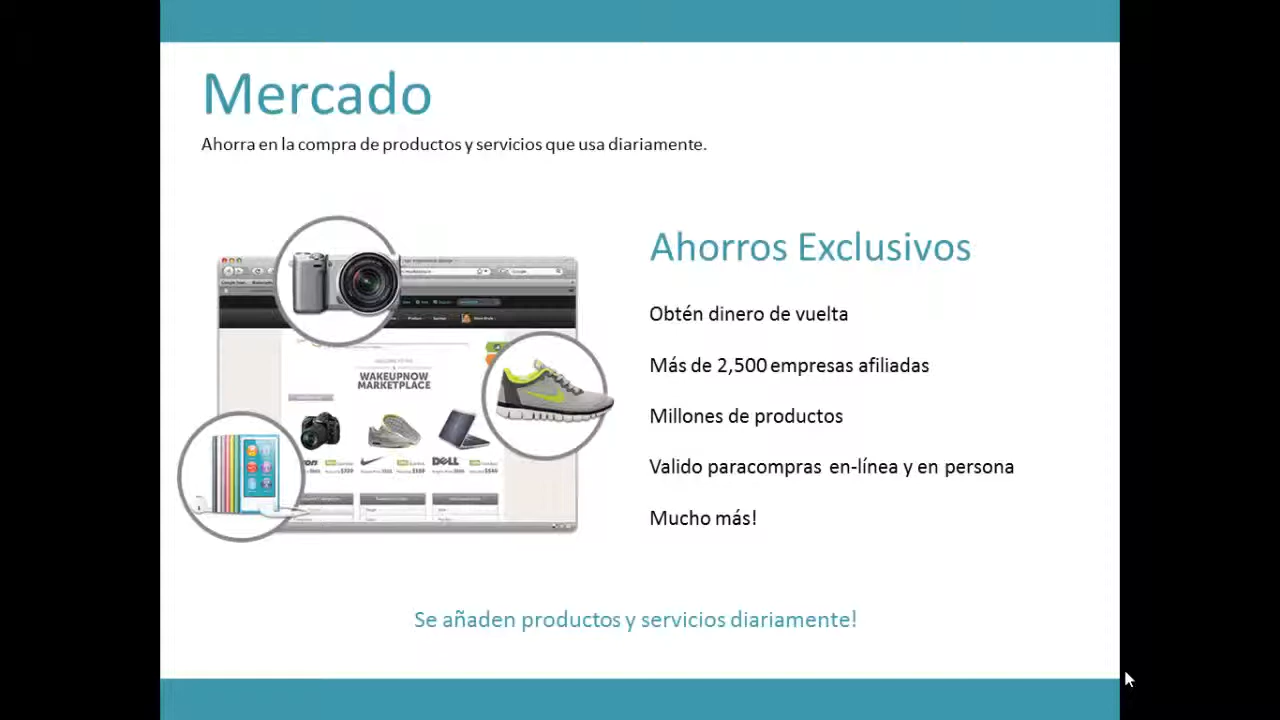 Mercado
Ahorra en la compra de productos y servicios que usa diariamente.
Ahorros Exclusivos
Obtén dinero de vuelta
Más de 2,500 empresas afiliadas
Millones de productos
Valido paracompras en-línea y en persona
Mucho más!
WAKEUPNOW
MARKETPLACE
DELL
Se añaden productos y servicios diariamente!